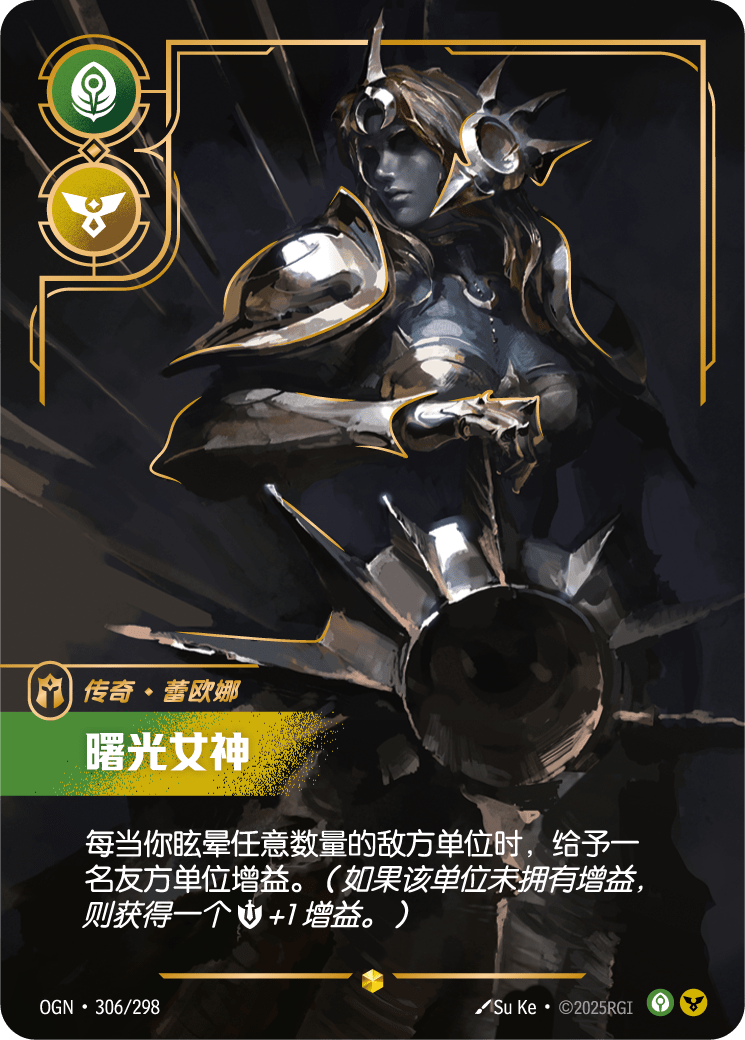 传奇·蕾欧娜
曙光女神
每当你眩晕任意数量的敌方单位时，给予一
名友方单位增益。（如果该单位未拥有增益，
则获得一个 +1 增益。）
OGN · 306/298
Su Ke · ©2025RGI